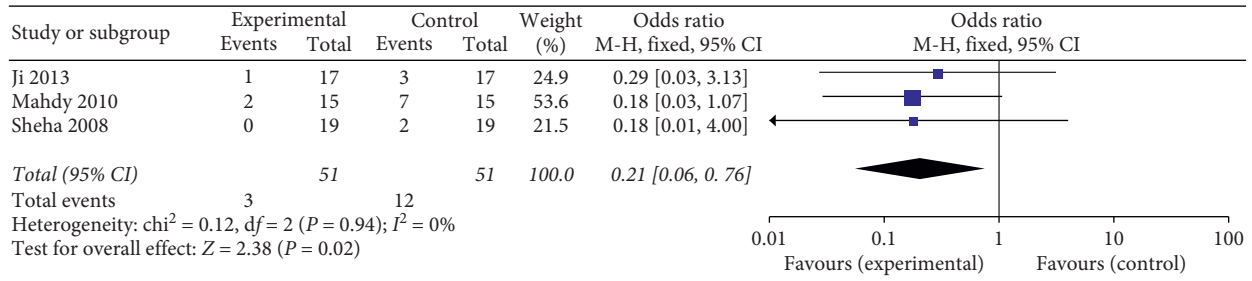 Study or subgroup Experimental Control Weight Odds ratio Odds ratio
Events Total Events Total (%) M-H, fixed, 95% CI M-H, fixed, 95% CI
Ji 2013 1 17 3 17 24.9 0.29 [0.03, 3.13]
Mahdy 2010 2 15 7 15 53.6 0.18 [0.03, 1.07]
Sheha 2008 0 19 2 19 21.5 0.18 [0.01, 4.00]
Total (95% CI) 51 51 100.0 0.21 [0.06, 0. 76]
Total events 3 12
Heterogeneity: chi² = 0.12, df = 2 (P = 0.94); I² = 0%
Test for overall effect: Z = 2.38 (P = 0.02)
0.01 0.1 1 10 100
Favours (experimental) Favours (control)